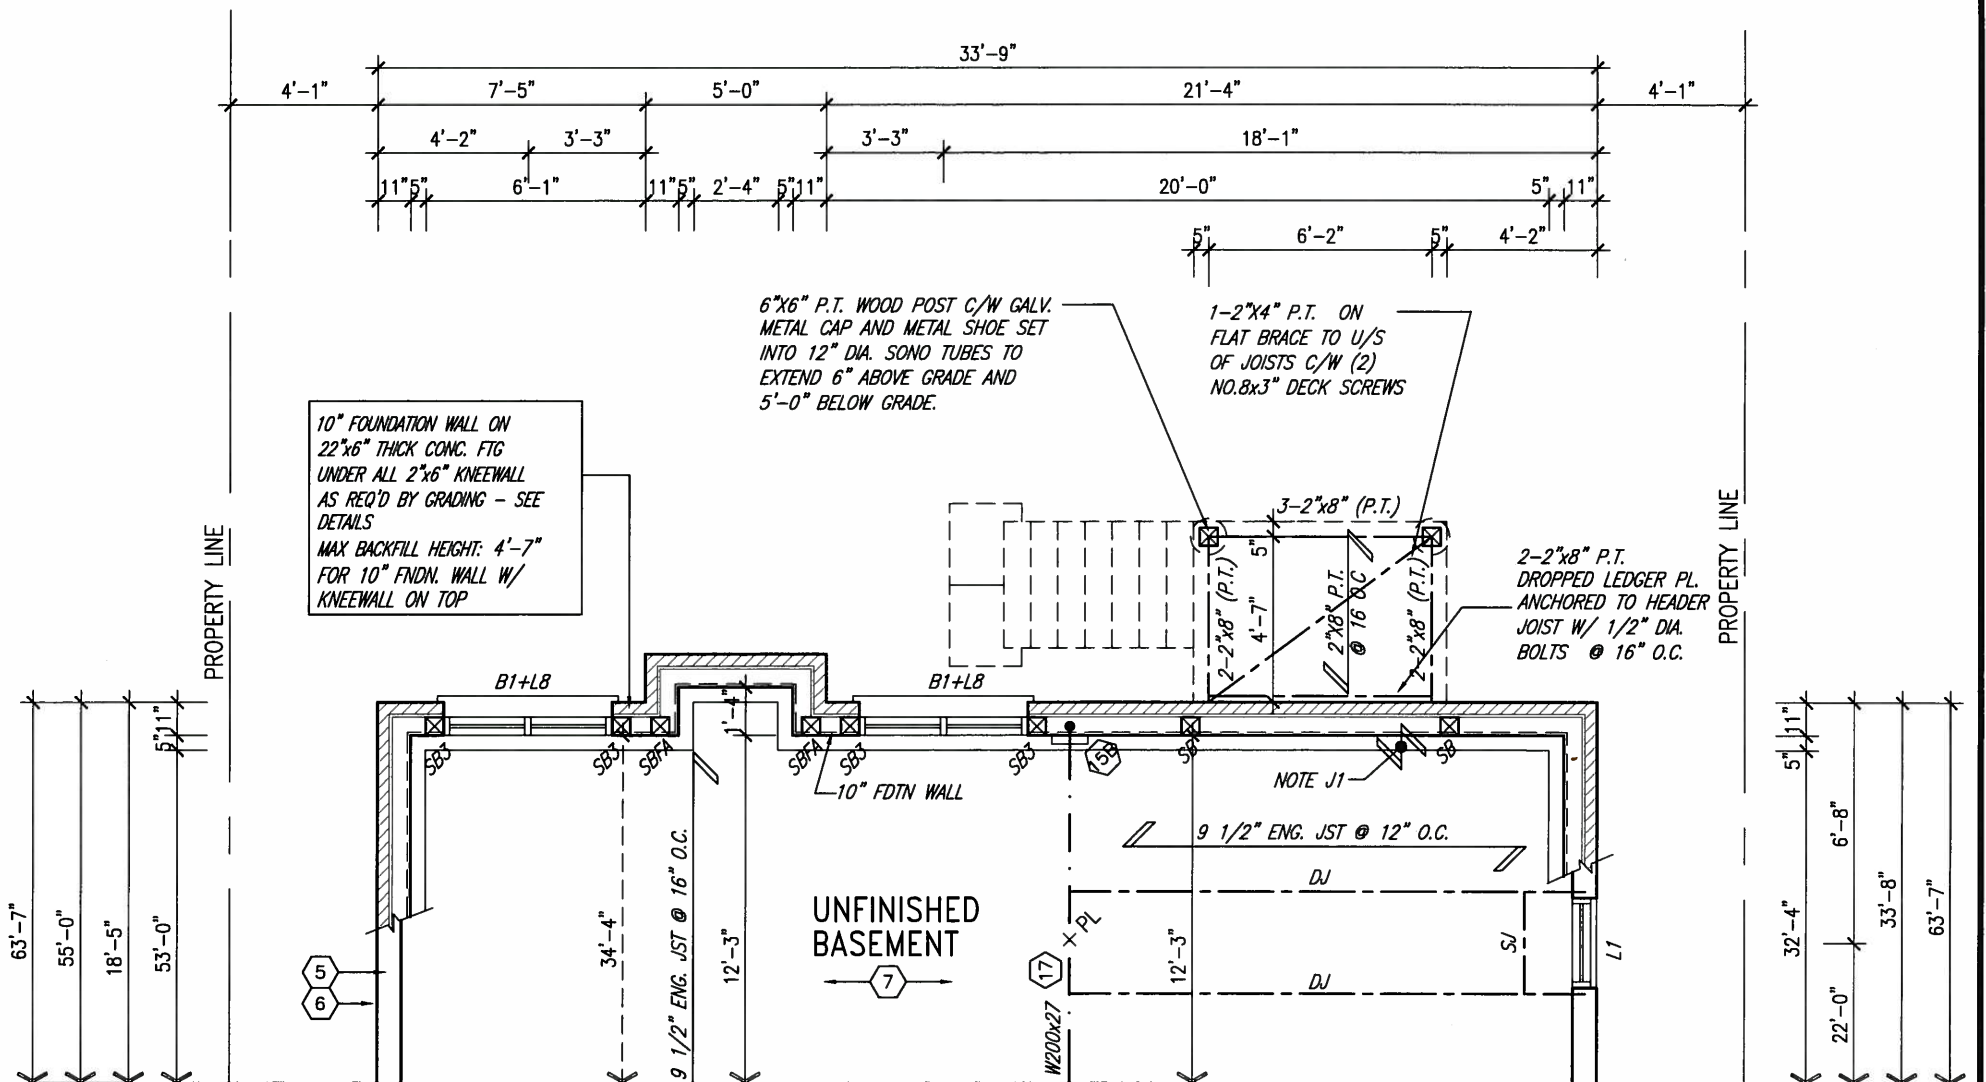 33'-9"
4'-1" 7'-5" 5'-0" 21'-4" 4'-1"
4'-2" 3'-3" 3'-3" 18'-1"
11" 5" 6'-1" 11" 5" 2'-4" 5" 11" 20'-0" 5" 11"
5" 6'-2" 5" 4'-2"
6"X6" P.T. WOOD POST C/W GALV.
METAL CAP AND METAL SHOE SET
INTO 12" DIA. SONO TUBES TO
EXTEND 6" ABOVE GRADE AND
5'-0" BELOW GRADE.
1-2"X4" P.T. ON
FLAT BRACE TO U/S
OF JOISTS C/W (2)
NO.8x3" DECK SCREWS
10" FOUNDATION WALL ON
22"x6" THICK CONC. FTG
UNDER ALL 2"x6" KNEEWALL
AS REQ'D BY GRADING - SEE
DETAILS
MAX BACKFILL HEIGHT: 4'-7"
FOR 10" FNDN. WALL W/
KNEEWALL ON TOP
PROPERTY LINE
PROPERTY LINE
3-2"x8" (P.T.)
5"
4'-7"
2-2"x8" (P.T.)
2"X8" P.T.
@ 16 O.C
2-2"x8" (P.T.)
2-2"x8" P.T.
DROPPED LEDGER PL.
ANCHORED TO HEADER
JOIST W/ 1/2" DIA.
BOLTS @ 16" O.C.
B1+L8
B1+L8
1'-4"
SB3 SB3 SBFA SBFA SB3 SB3 15B SB SB
10" FDTN WALL
NOTE J1
9 1/2" ENG. JST @ 12" O.C.
DJ
UNFINISHED
BASEMENT
7
PL
17
SJ
L1
DJ
W200x27
5
6
34'-4"
9 1/2" ENG. JST @ 16" O.C.
12'-3"
12'-3"
63'-7"
55'-0"
18'-5"
5" 11"
53'-0"
11"
5"
32'-4"
6'-8"
22'-0"
33'-8"
63'-7"